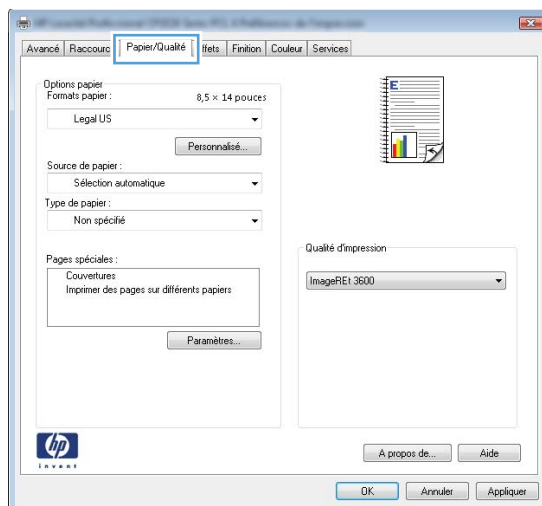 Avancé Raccourc Papier/Qualité ffets Finition Couleur Services
Options papier
Formats papier :
8,5 × 14 pouces
Legal US
Personnalisé...
Source de papier :
Sélection automatique
Type de papier :
Non spécifié
Pages spéciales :
Couvertures
Imprimer des pages sur différents papiers
Paramètres...
E
Qualité d'impression
ImageREt 3600
hp
invent
A propos de...
Aide
OK
Annuler
Appliquer